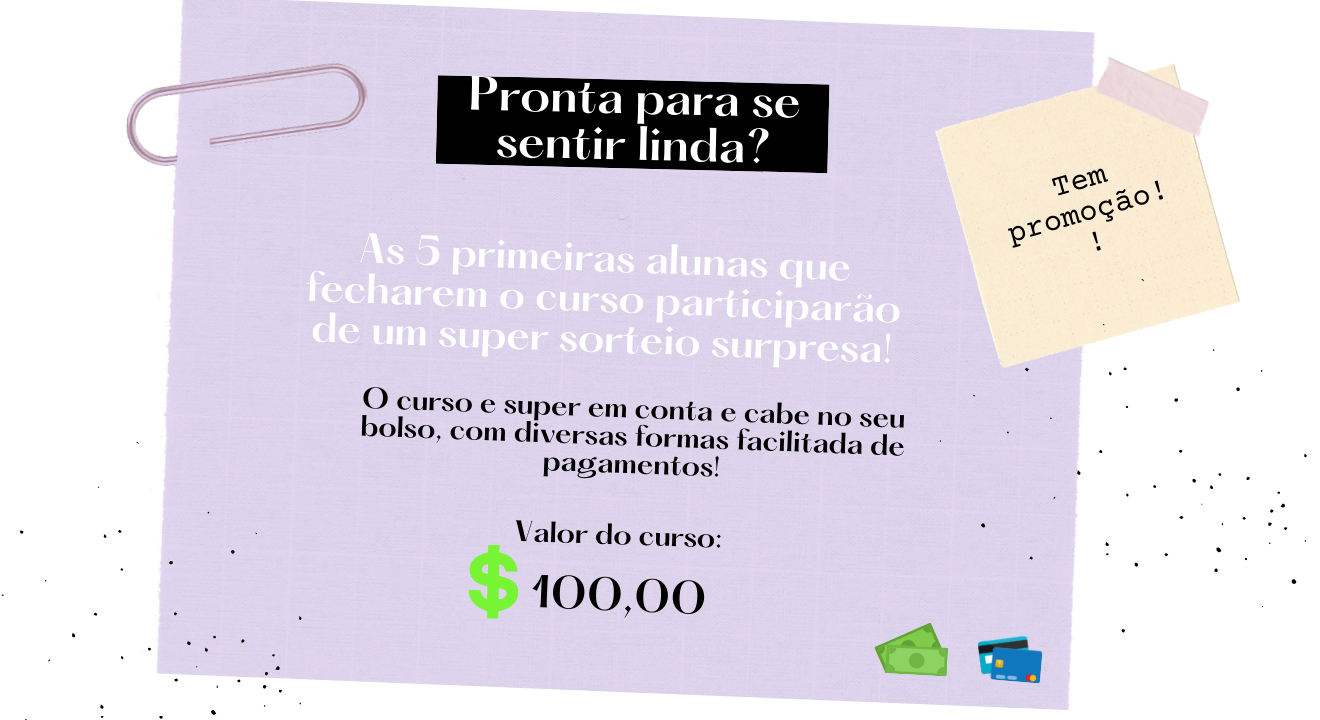 Pronta para se
sentir linda?
Tem
promoção!
!
As 5 primeiras alunas que
fecharem o curso participarão
de um super sorteio surpresa!
O curso e super em conta e cabe no seu
bolso, com diversas formas facilitada de
pagamentos!
Valor do curso:
$ 100,00